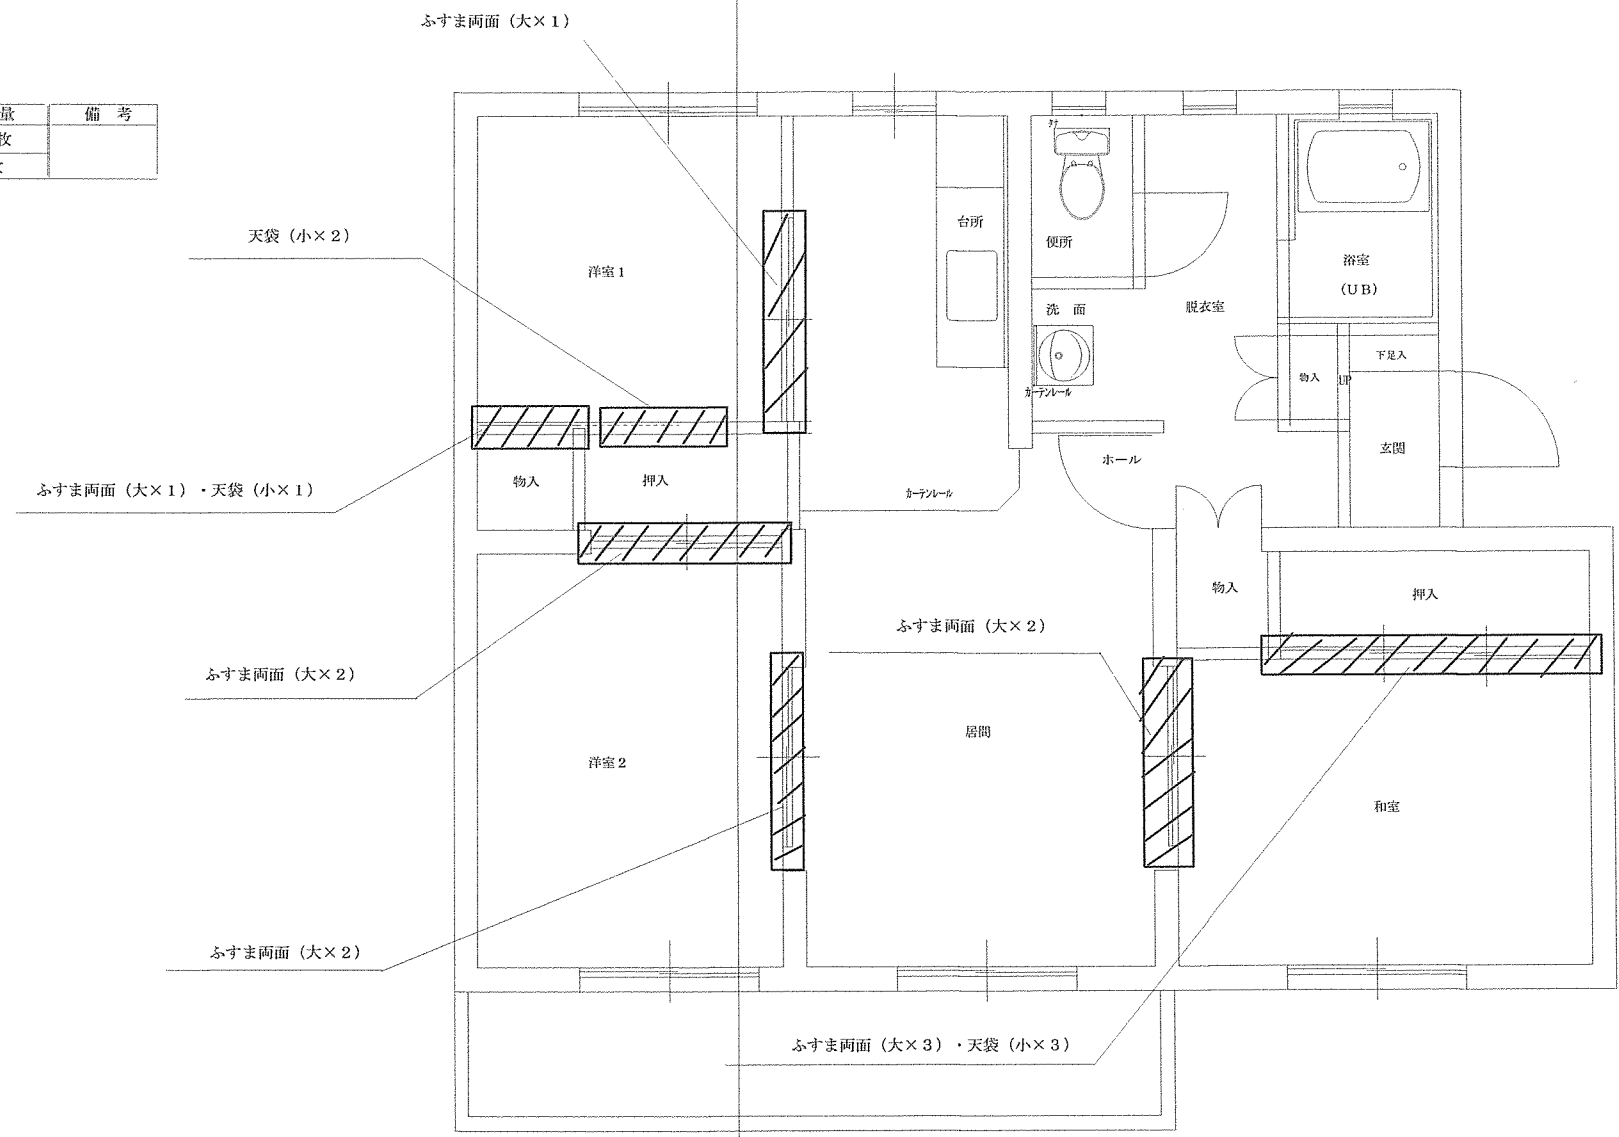 ふすま両面（大×１）
量 備 考
枚
天袋（小×２）
台所
便所
洋室１
浴室
（ＵＢ）
洗 面
脱衣室
下足入
物入
UP
カーテンレール
玄関
ホール
物入
押入
ふすま両面（大×１）・天袋（小×１）
カーテンレール
物入
押入
ふすま両面（大×２）
ふすま両面（大×２）
居間
洋室２
和室
ふすま両面（大×２）
ふすま両面（大×３）・天袋（小×３）